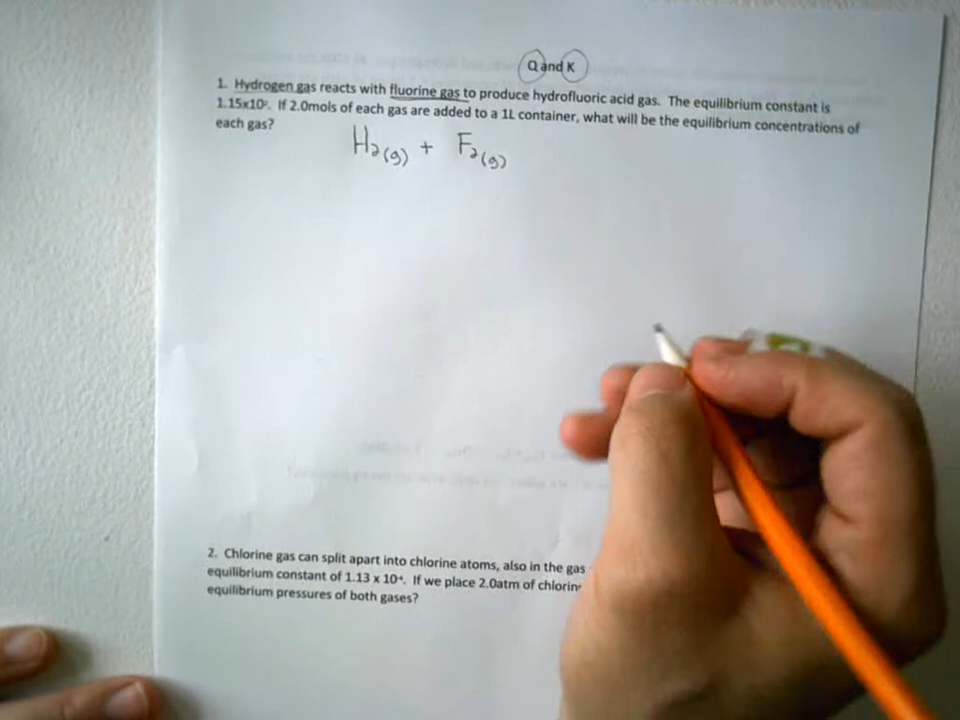 Q and K
1. Hydrogen gas reacts with fluorine gas to produce hydrofluoric acid gas. The equilibrium constant is
1.15x10². If 2.0mols of each gas are added to a 1L container, what will be the equilibrium concentrations of
each gas?
H₂(g) + F₂(g)
2. Chlorine gas can split apart into chlorine atoms, also in the gas
equilibrium constant of 1.13 x 10⁻⁴. If we place 2.0atm of
equilibrium pressures of both gases?